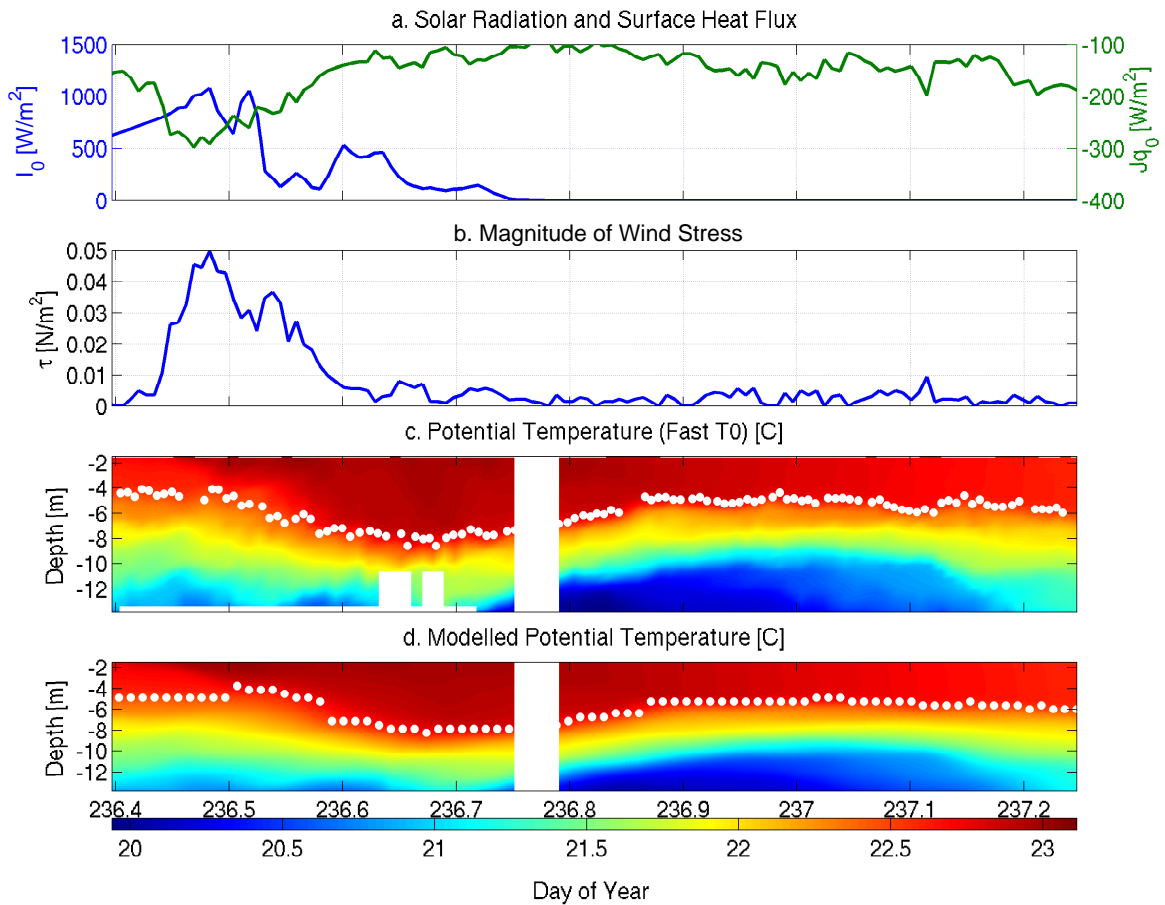 a. Solar Radiation and Surface Heat Flux
1500
1000
500
0
I0 [W/m2]
-100
-200
-300
-400
Jq0 [W/m2]
b. Magnitude of Wind Stress
0.05
0.04
0.03
0.02
0.01
0
τ [N/m2]
c. Potential Temperature (Fast T0) [C]
-2
-4
-6
-8
-10
-12
Depth [m]
d. Modelled Potential Temperature [C]
-2
-4
-6
-8
-10
-12
Depth [m]
236.4 236.5 236.6 236.7 236.8 236.9 237 237.1 237.2
20 20.5 21 21.5 22 22.5 23
Day of Year